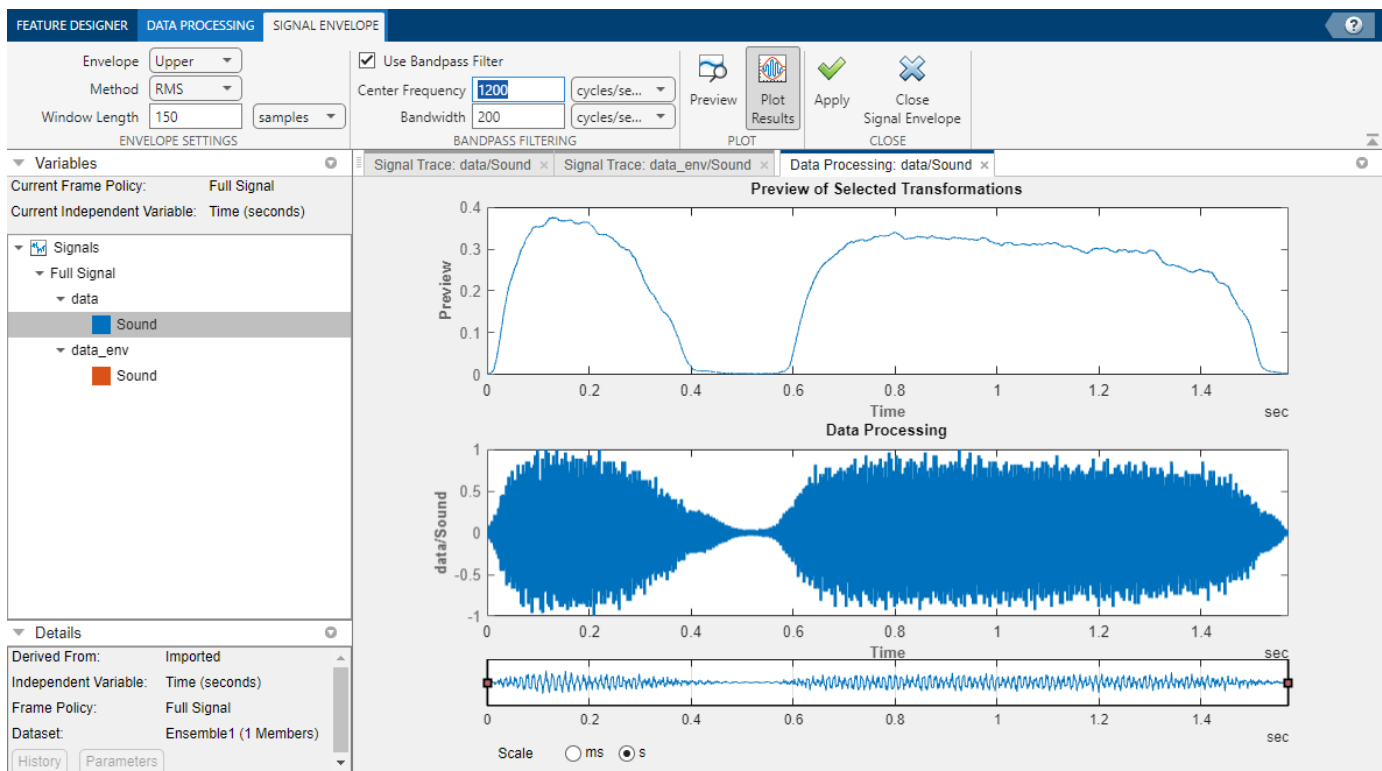 FEATURE DESIGNER DATA PROCESSING SIGNAL ENVELOPE ?
Envelope Upper
Method RMS
Window Length 150 samples
ENVELOPE SETTINGS
Use Bandpass Filter
Center Frequency 1200 cycles/se...
Bandwidth 200 cycles/se...
BANDPASS FILTERING
Preview
Plot
Results
PLOT
Apply
Close
Signal Envelope
CLOSE
Variables
Current Frame Policy: Full Signal
Current Independent Variable: Time (seconds)
Signals
Full Signal
data
Sound
data_env
Sound
Details
Derived From: Imported
Independent Variable: Time (seconds)
Frame Policy: Full Signal
Dataset: Ensemble1 (1 Members)
History Parameters
Signal Trace: data/Sound × Signal Trace: data_env/Sound × Data Processing: data/Sound ×
Preview of Selected Transformations
Preview
0.4
0.3
0.2
0.1
0
0 0.2 0.4 0.6 0.8 1 1.2 1.4
Time
sec
Data Processing
data/Sound
1
0.5
0
-0.5
-1
0 0.2 0.4 0.6 0.8 1 1.2 1.4
Time
sec
0 0.2 0.4 0.6 0.8 1 1.2 1.4
sec
Scale ms s